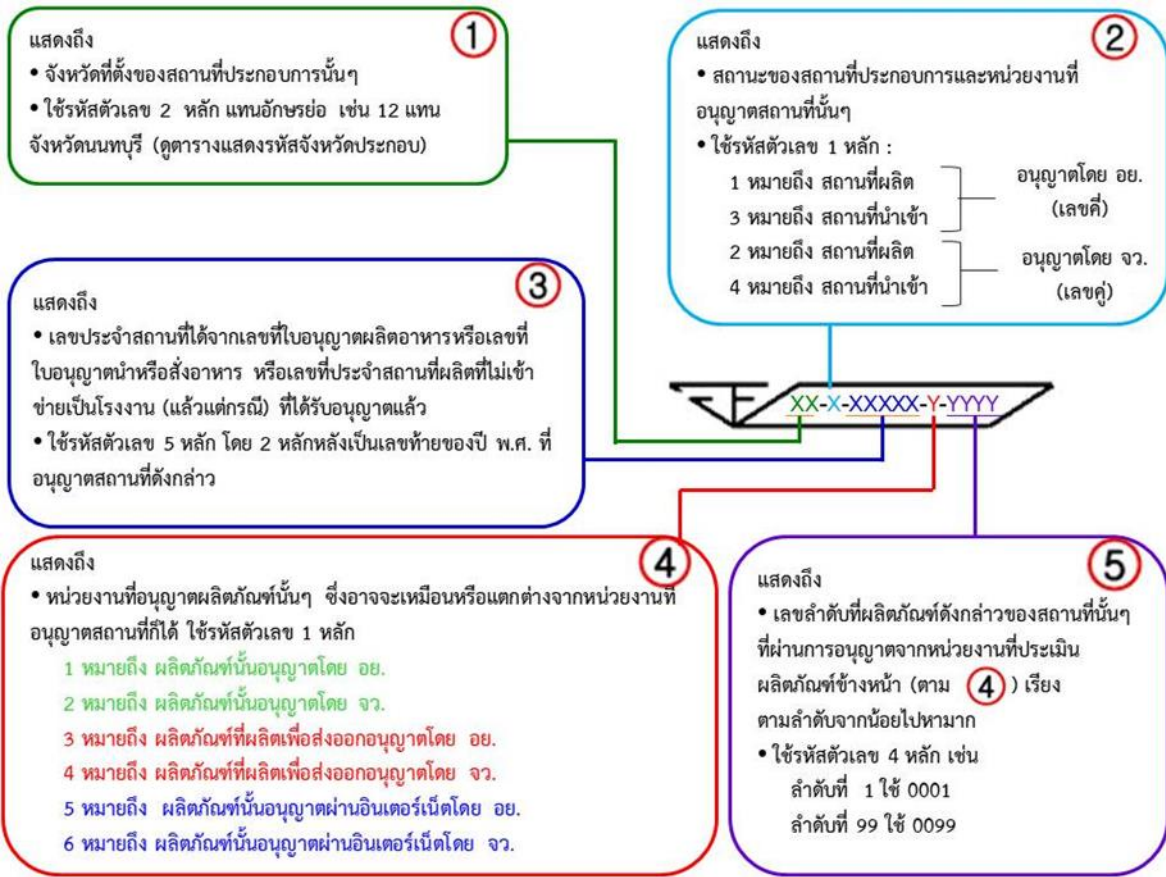 ①
แสดงถึง
• จังหวัดที่ตั้งของสถานที่ประกอบการนั้นๆ
• ใช้รหัสตัวเลข 2 หลัก แทนอักษรย่อ เช่น 12 แทน
จังหวัดนนทบุรี (ดูตารางแสดงรหัสจังหวัดประกอบ)
②
แสดงถึง
• สถานะของสถานที่ประกอบการและหน่วยงานที่
อนุญาตสถานที่นั้นๆ
• ใช้รหัสตัวเลข 1 หลัก :
1 หมายถึง สถานที่ผลิต
3 หมายถึง สถานที่นำเข้า
อนุญาตโดย อย.
(เลขคี่)
2 หมายถึง สถานที่ผลิต
4 หมายถึง สถานที่นำเข้า
อนุญาตโดย จว.
(เลขคู่)
③
แสดงถึง
• เลขประจำสถานที่ได้จากเลขที่ใบอนุญาตผลิตอาหารหรือเลขที่
ใบอนุญาตนำหรือสั่งอาหาร หรือเลขที่ประจำสถานที่ผลิตที่ไม่เข้า
ข่ายเป็นโรงงาน (แล้วแต่กรณี) ที่ได้รับอนุญาตแล้ว
• ใช้รหัสตัวเลข 5 หลัก โดย 2 หลักหลังเป็นเลขท้ายของปี พ.ศ. ที่
อนุญาตสถานที่ดังกล่าว
XX-X-XXXXX-Y-YYYY
④
แสดงถึง
• หน่วยงานที่อนุญาตผลิตภัณฑ์นั้นๆ ซึ่งอาจจะเหมือนหรือแตกต่างจากหน่วยงานที่
อนุญาตสถานที่ก็ได้ ใช้รหัสตัวเลข 1 หลัก
1 หมายถึง ผลิตภัณฑ์นั้นอนุญาตโดย อย.
2 หมายถึง ผลิตภัณฑ์นั้นอนุญาตโดย จว.
3 หมายถึง ผลิตภัณฑ์ที่ผลิตเพื่อส่งออกอนุญาตโดย อย.
4 หมายถึง ผลิตภัณฑ์ที่ผลิตเพื่อส่งออกอนุญาตโดย จว.
5 หมายถึง ผลิตภัณฑ์นั้นอนุญาตผ่านอินเตอร์เน็ตโดย อย.
6 หมายถึง ผลิตภัณฑ์นั้นอนุญาตผ่านอินเตอร์เน็ตโดย จว.
⑤
แสดงถึง
• เลขลำดับที่ผลิตภัณฑ์ดังกล่าวของสถานที่นั้นๆ
ที่ผ่านการอนุญาตจากหน่วยงานที่ประเมิน
ผลิตภัณฑ์ข้างหน้า (ตาม ④ ) เรียง
ตามลำดับจากน้อยไปหามาก
• ใช้รหัสตัวเลข 4 หลัก เช่น
ลำดับที่ 1 ใช้ 0001
ลำดับที่ 99 ใช้ 0099